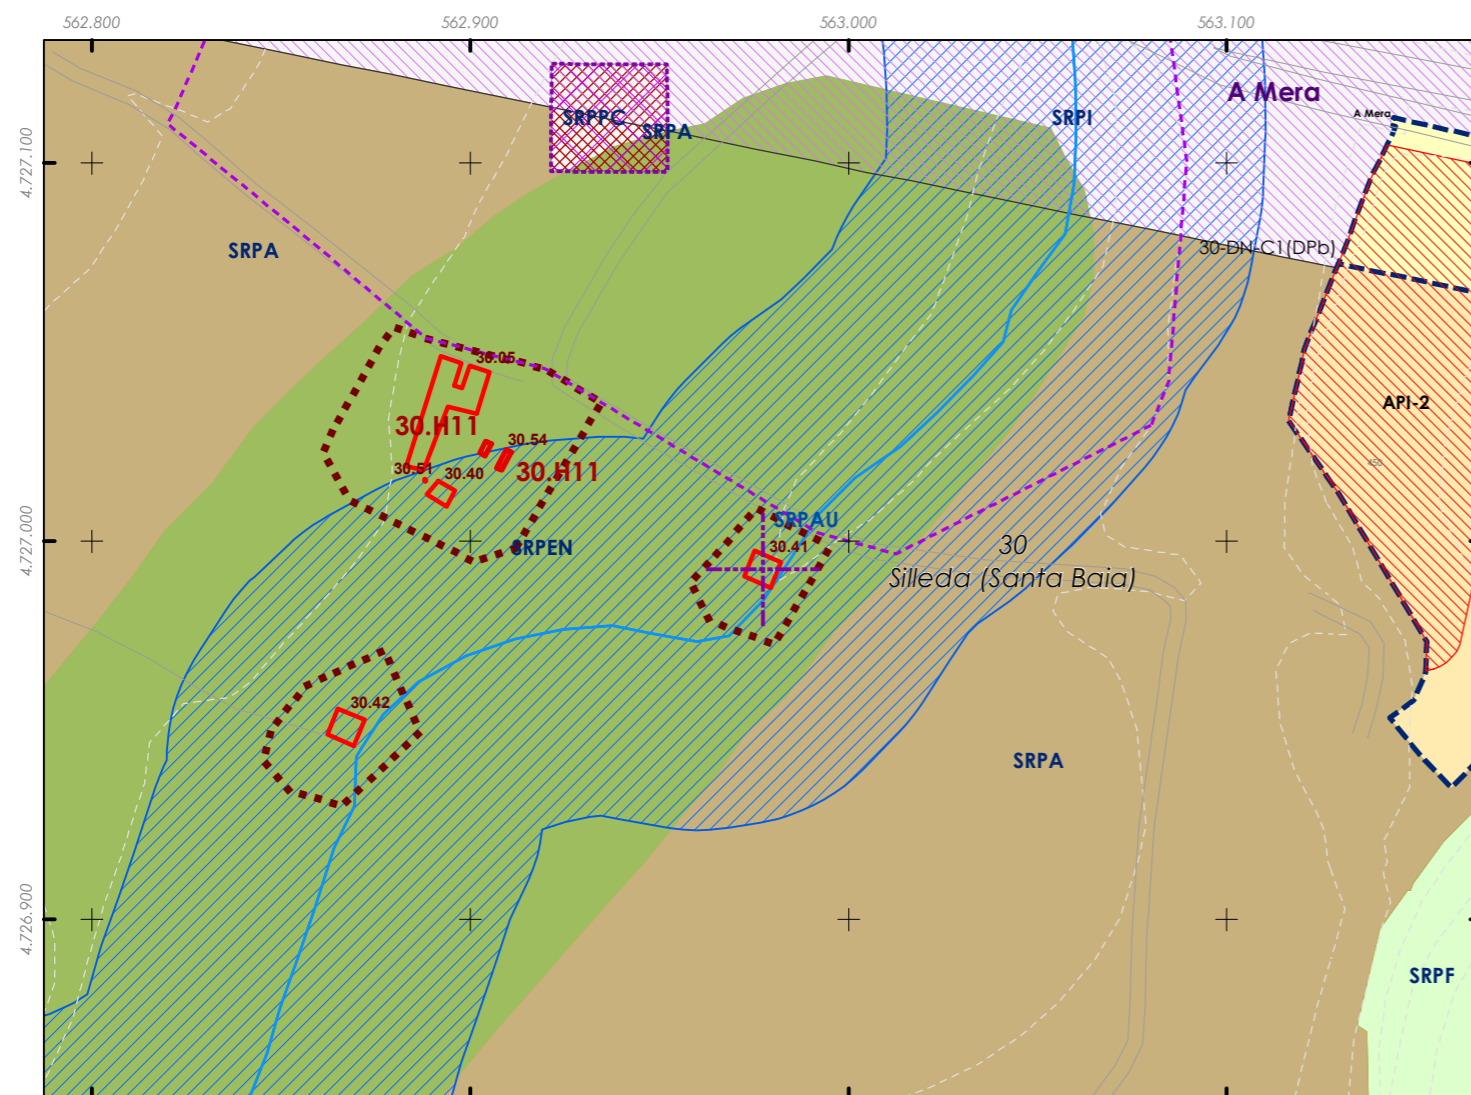 562.800
562.900
563.000
563.100
4.727.100
4.727.000
4.726.900
A Mera
A Mera
SRPPC
SRPA
SRPI
SRPA
30-DN-C1(DPb)
30.05
30.H11
30.54
30.H11
30.51
30.40
API-2
450
SRPAU
SRPEN
30.41
30
Silleda (Santa Baia)
30.42
SRPA
SRPF